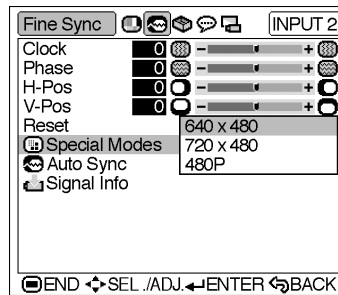 Fine Sync INPUT 2
Clock 0 - +
Phase 0 - +
H-Pos 0 - +
V-Pos 0 - +
Reset 640 x 480
Special Modes 720 x 480
Auto Sync 480P
Signal Info
END SEL./ADJ. ENTER BACK